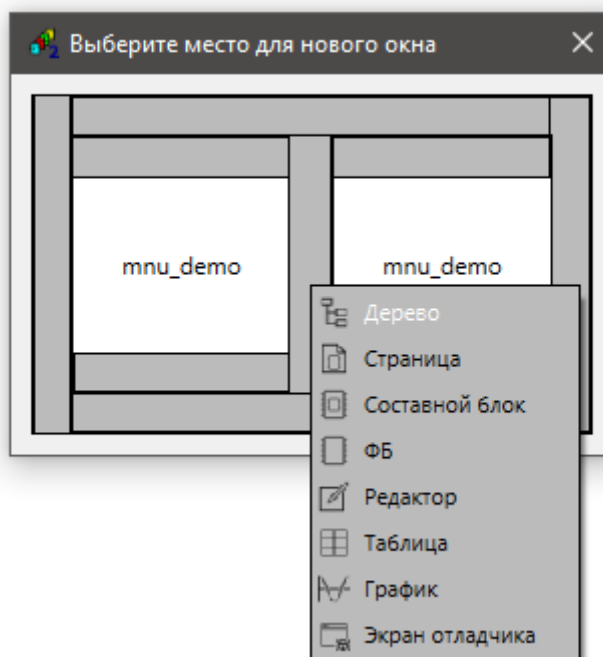 Выберите место для нового окна
mnu_demo
mnu_demo
Дерево
Страница
Составной блок
ФБ
Редактор
Таблица
График
Экран отладчика